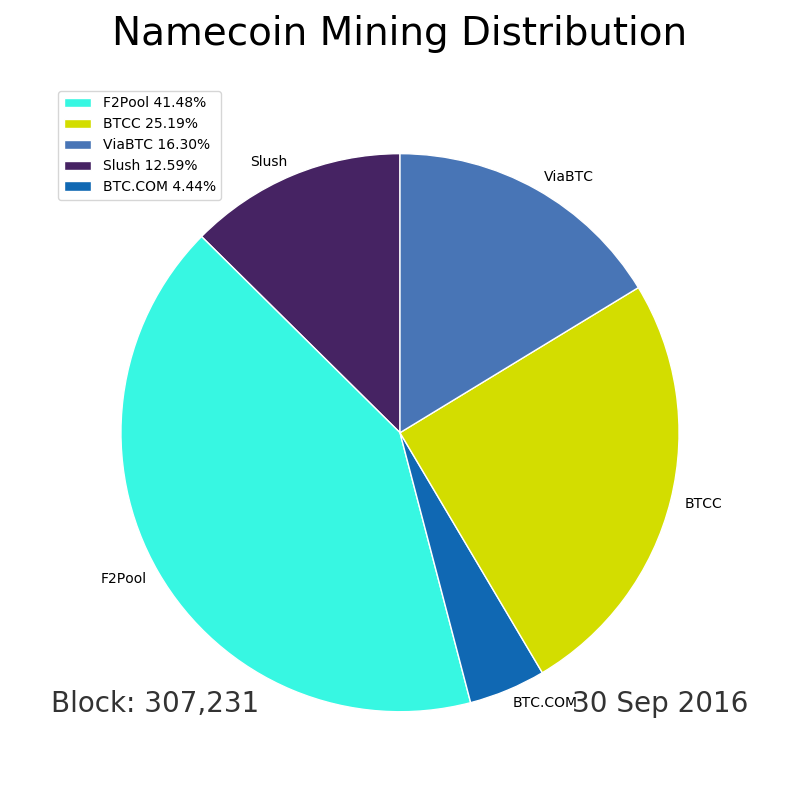 Namecoin Mining Distribution
F2Pool 41.48%
BTCC 25.19%
ViaBTC 16.30%
Slush 12.59%
BTC.COM 4.44%
Slush
ViaBTC
BTCC
F2Pool
BTC.COM
Block: 307,231
30 Sep 2016